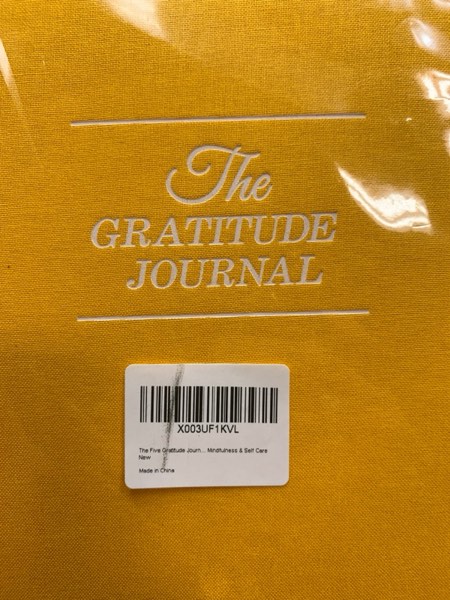 The
GRATITUDE
JOURNAL
X003UF1KVL
The Five Gratitude Journ... Mindfulness & Self Care
New
Made in China